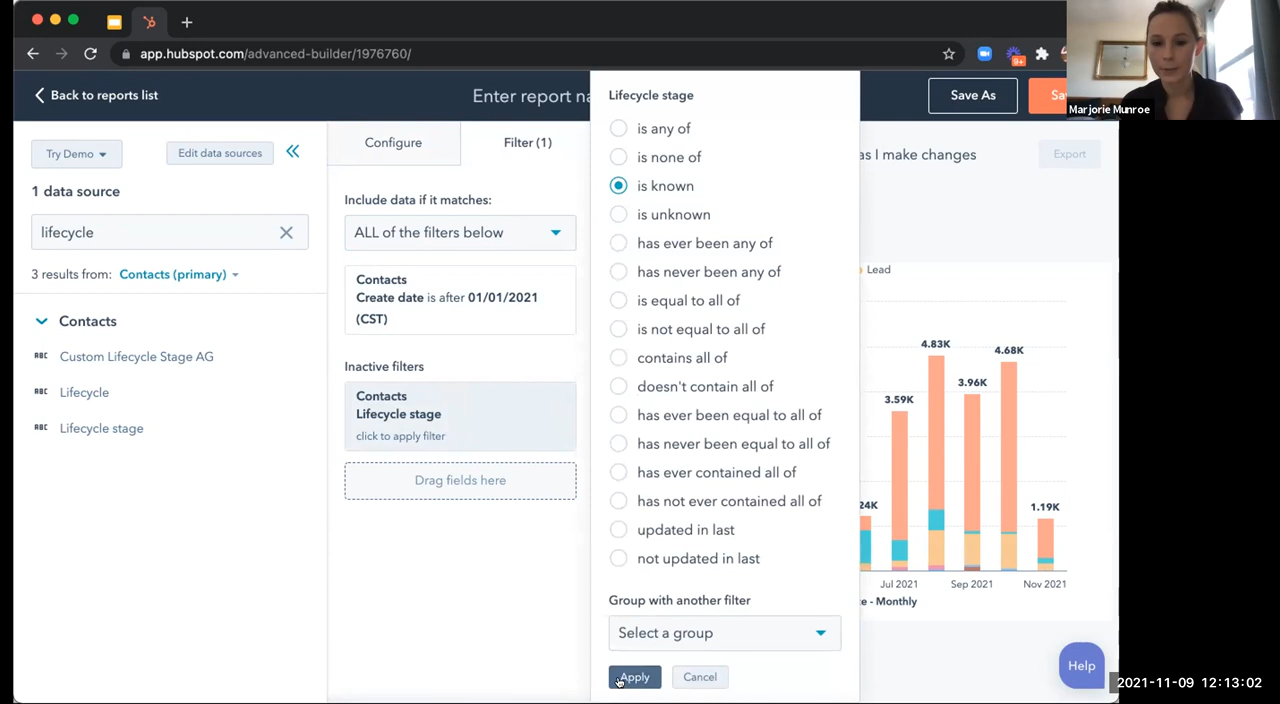 app.hubspot.com/advanced-builder/1976760/
9+
Marjorie Munroe
Back to reports list
Enter report na
Save As
Sa
Try Demo
Edit data sources
1 data source
lifecycle
3 results from: Contacts (primary)
Contacts
ABC Custom Lifecycle Stage AG
ABC Lifecycle
ABC Lifecycle stage
Configure
Filter (1)
Include data if it matches:
ALL of the filters below
Contacts
Create date is after 01/01/2021
(CST)
Inactive filters
Contacts
Lifecycle stage
click to apply filter
Drag fields here
Lifecycle stage
is any of
is none of
is known
is unknown
has ever been any of
has never been any of
is equal to all of
is not equal to all of
contains all of
doesn't contain all of
has ever been equal to all of
has never been equal to all of
has ever contained all of
has not ever contained all of
updated in last
not updated in last
Group with another filter
Select a group
Apply
Cancel
as I make changes
Export
Lead
4.83K
4.68K
3.96K
3.59K
24K
1.19K
Jul 2021
Sep 2021
Nov 2021
e - Monthly
Help
2021-11-09 12:13:02